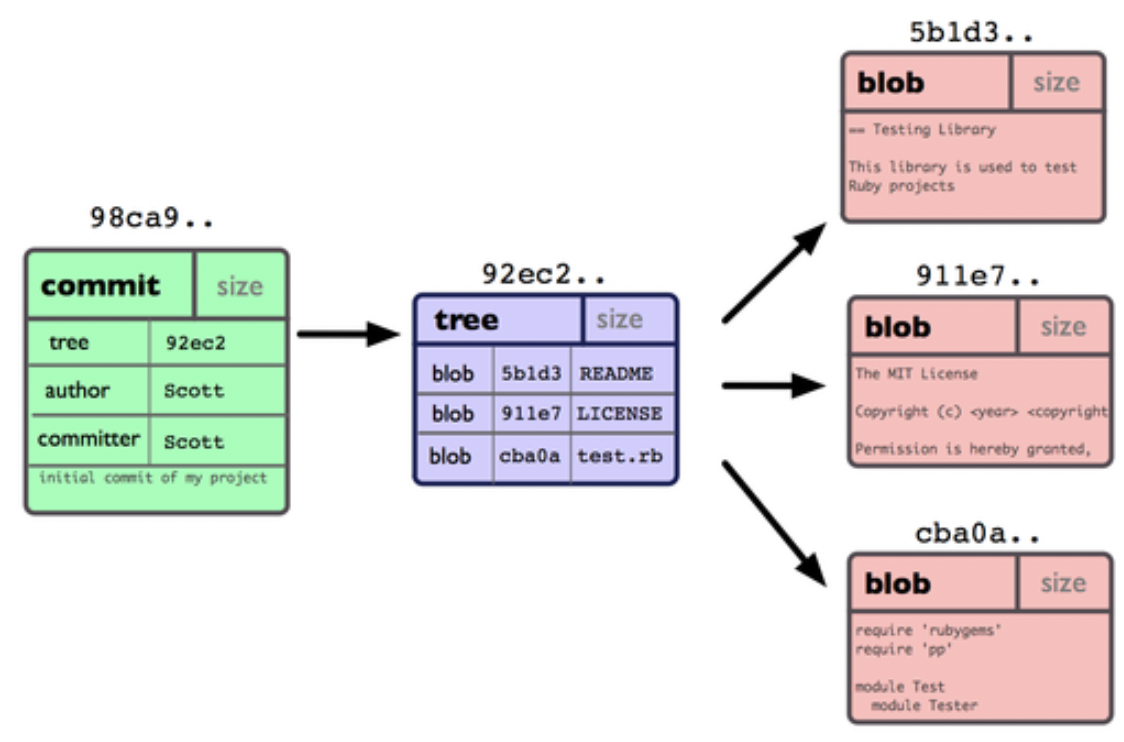 98ca9..
commit size
tree 92ec2
author Scott
committer Scott
initial commit of my project
92ec2..
tree size
blob 5b1d3 README
blob 911e7 LICENSE
blob cba0a test.rb
5b1d3..
blob size
== Testing Library
This library is used to test
Ruby projects
911e7..
blob size
The MIT License
Copyright (c) <year> <copyright
Permission is hereby granted,
cba0a..
blob size
require 'rubygems'
require 'pp'
module Test
module Tester